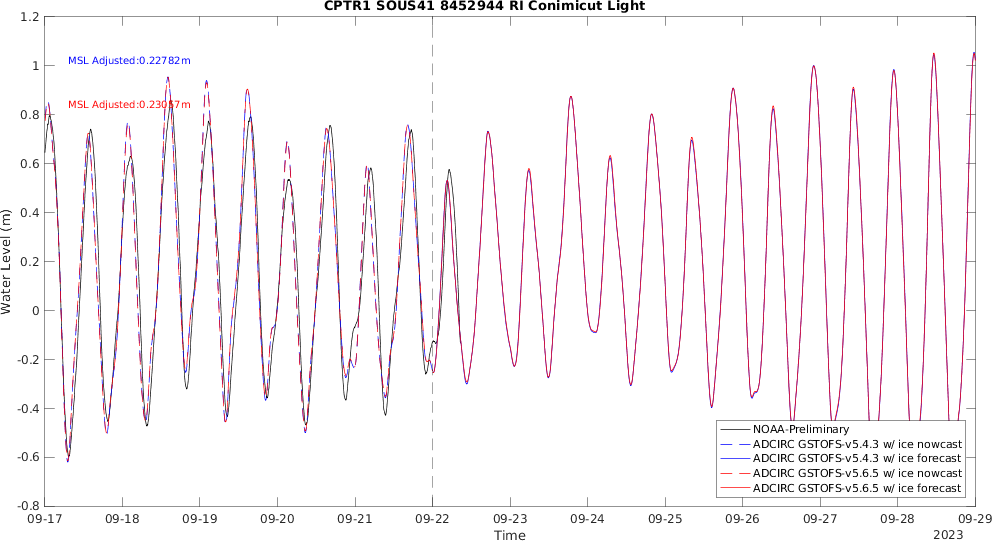 CPTR1 SOUS41 8452944 RI Conimicut Light
1.2
1
0.8
0.6
0.4
0.2
0
-0.2
-0.4
-0.6
-0.8
Water Level (m)
MSL Adjusted:0.22782m
MSL Adjusted:0.23057m
NOAA-Preliminary
ADCIRC GSTOFS-v5.4.3 w/ ice nowcast
ADCIRC GSTOFS-v5.4.3 w/ ice forecast
ADCIRC GSTOFS-v5.6.5 w/ ice nowcast
ADCIRC GSTOFS-v5.6.5 w/ ice forecast
09-17 09-18 09-19 09-20 09-21 09-22 09-23 09-24 09-25 09-26 09-27 09-28 09-29
Time
2023